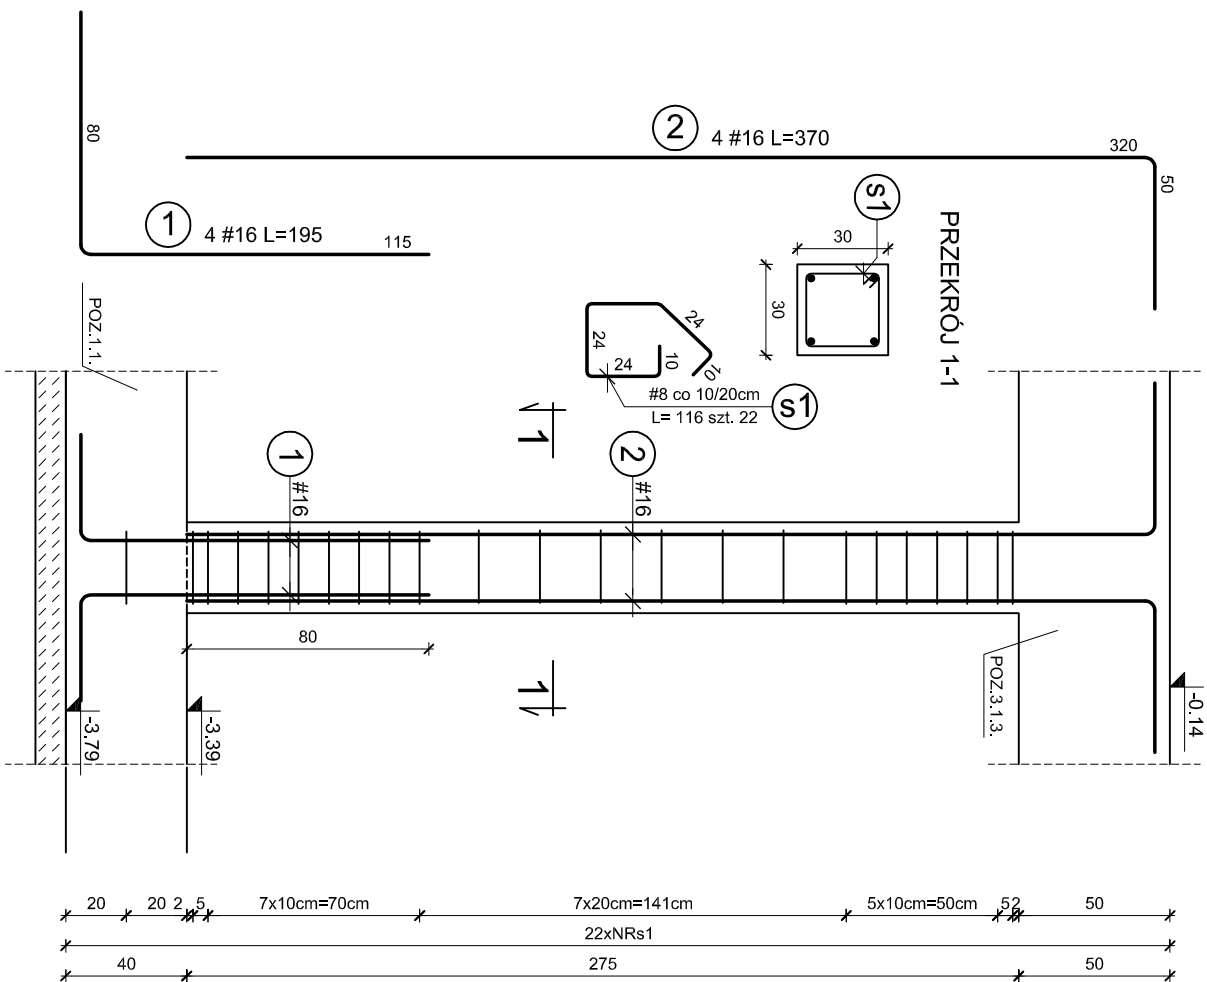 80
2
4 #16 L=370
320
50
s1
PRZEKRÓJ 1-1
1
4 #16 L=195
115
30
30
POZ.1.1.
24
24
24
10
10
#8 co 10/20cm
L= 116 szt. 22
s1
1
1
#16
2
#16
80
1
POZ.3.1.3.
-3.79
-3.39
-0.14
20
20
2
5
7x10cm=70cm
7x20cm=141cm
5x10cm=50cm
5
2
50
22xNRs1
40
275
50